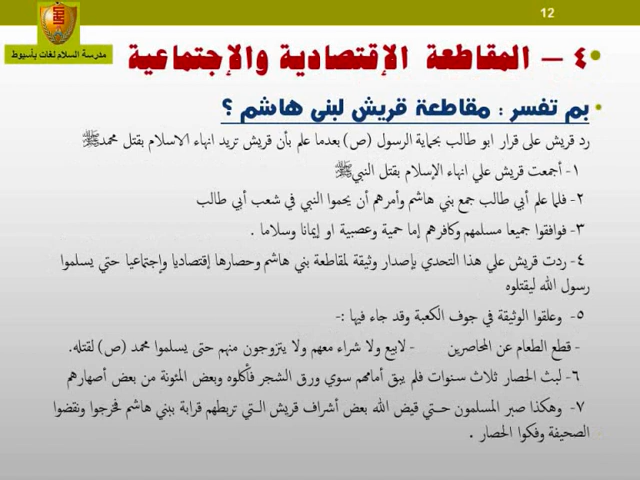 12
مدرسة السلام لغات بأسيوط
٤ – المقاطعة الإقتصادية والإجتماعية
بم تفسر : مقاطعة قريش لبنى هاشم ؟
رد قريش على قرار ابو طالب بحماية الرسول (ص) بعدما علم بأن قريش تريد انهاء الاسلام بقتل محمدﷺ
١- أجمعت قريش علي انهاء الإسلام بقتل النبيﷺ
٢- فلما علم أبي طالب جمع بني هاشم وأمرهم أن يحموا النبي في شعب أبي طالب
٣- فوافقوا جميعا مسلمهم وكافرهم إما حمية وعصبية او إيمانا وسلاما .
٤- ردت قريش علي هذا التحدي بإصدار وثيقة لمقاطعة بني هاشم وحصارها إقتصاديا وإجتماعيا حتي يسلموا
رسول الله ليقتلوه
٥- وعلقوا الوثيقة في جوف الكعبة وقد جاء فيها :-
- قطع الطعام عن المحاصرين - لابيع ولا شراء معهم ولا يتزوجون منهم حتى يسلموا محمد (ص) لقتله.
٦- لبث الحصار ثلاث سنوات فلم يبق أمامهم سوي ورق الشجر فأكلوه وبعض المئونة من بعض أصهارهم
٧- وهكذا صبر المسلمون حتي قيض الله بعض أشراف قريش التي تربطهم قرابة ببني هاشم فخرجوا ونقضوا
الصحيفة وفكوا الحصار .